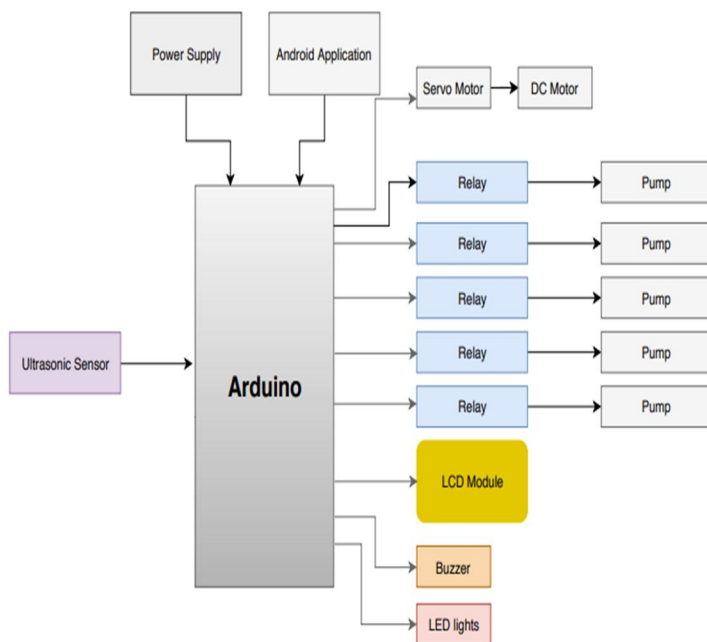 Power Supply
Android Application
Servo Motor
DC Motor
Relay
Pump
Relay
Pump
Relay
Pump
Ultrasonic Sensor
Arduino
Relay
Pump
Relay
Pump
LCD Module
Buzzer
LED lights